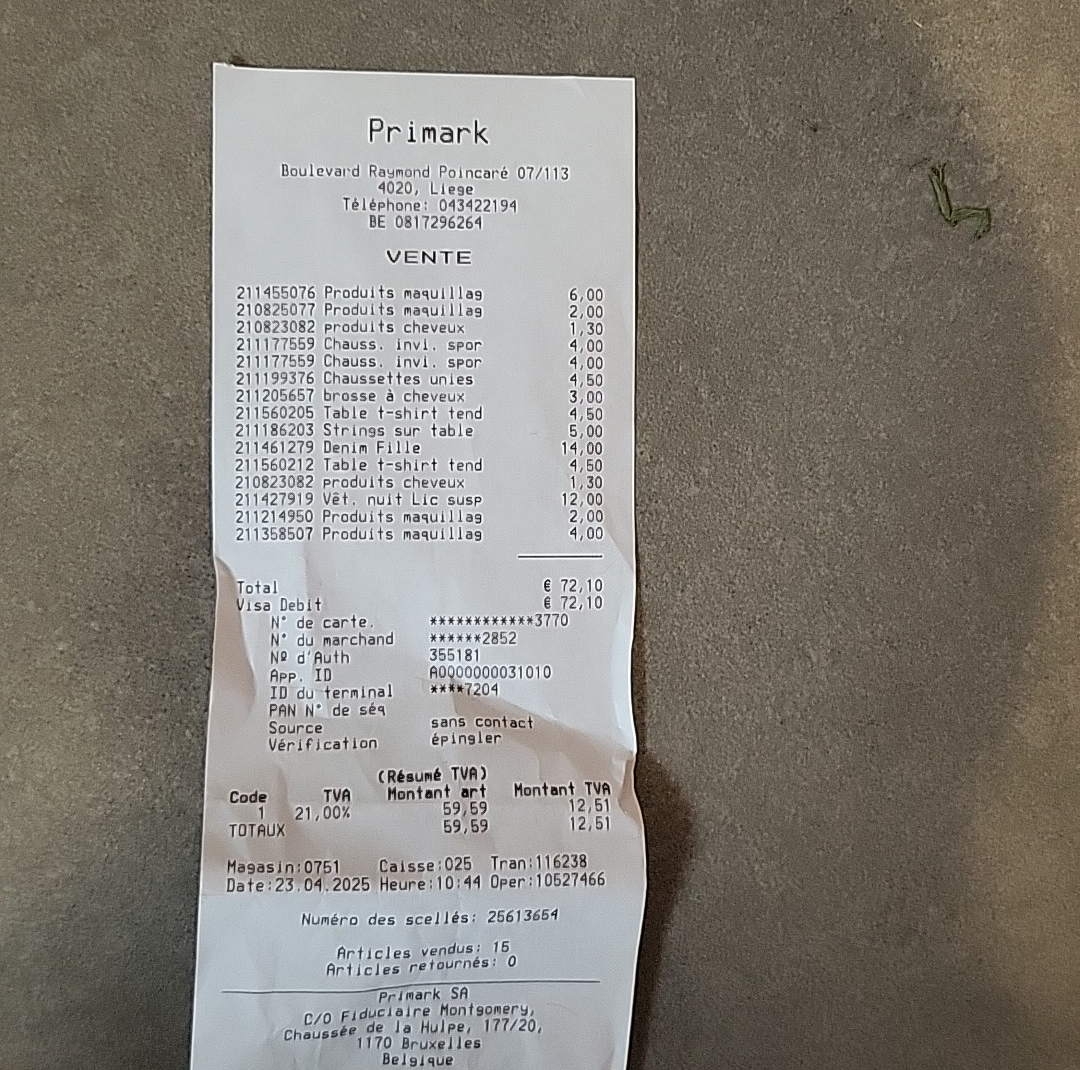 Primark
Boulevard Raymond Poincaré 07/113
4020, Liege
Téléphone: 043422194
BE 0817296264
VENTE
211455076 Produits maquillag 6,00
210825077 Produits maquillag 2,00
210823082 produits cheveux 1,30
211177559 Chauss. invi. spor 4,00
211177559 Chauss. invi. spor 4,00
211199376 Chaussettes unies 4,50
211205657 brosse à cheveux 3,00
211560205 Table t-shirt tend 4,50
211186203 Strings sur table 5,00
211461279 Denim Fille 14,00
211560212 Table t-shirt tend 4,50
210823082 produits cheveux 1,30
211427919 Vêt. nuit Lic susp 12,00
211214950 Produits maquillag 2,00
211358507 Produits maquillag 4,00
Total € 72,10
Visa Debit € 72,10
N° de carte. ************3770
N° du marchand ******2852
Nº d'Auth 355181
App. ID A0000000031010
ID du terminal ****7204
PAN N° de séq
Source sans contact
Vérification épingler
(Résumé TVA)
Code TVA Montant art Montant TVA
1 21,00% 59,59 12,51
TOTAUX 59,59 12,51
Magasin:0751 Caisse:025 Tran:116238
Date:23.04.2025 Heure:10:44 Oper:10527466
Numéro des scellés: 25613654
Articles vendus: 15
Articles retournés: 0
Primark SA
C/O Fiduciaire Montgomery,
Chaussée de la Hulpe, 177/20,
1170 Bruxelles
Belgique